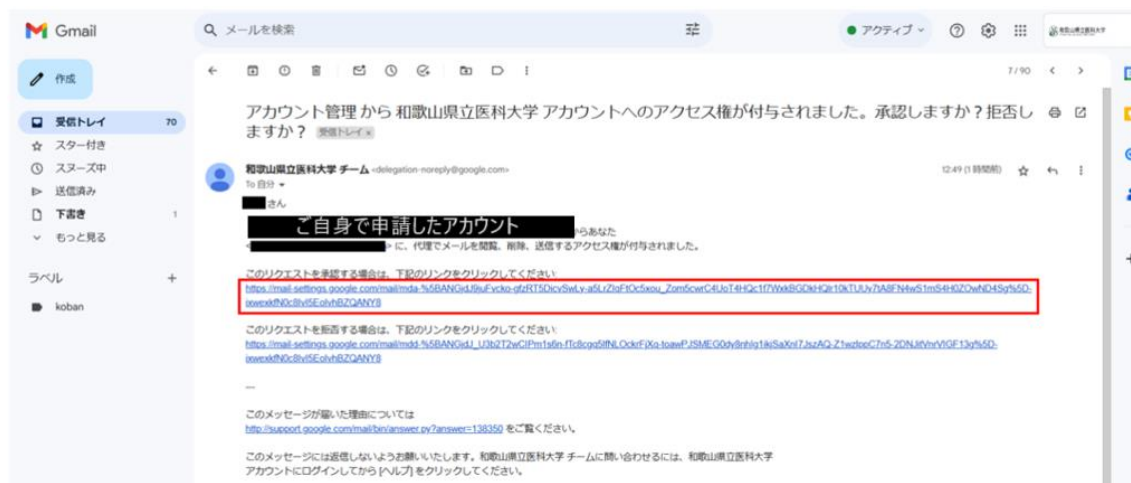 Gmail
メールを検索
アクティブ
和歌山県立医科大学
作成
7/90
受信トレイ 70
スター付き
スヌーズ中
送信済み
下書き 1
もっと見る
ラベル
koban
アカウント管理 から 和歌山県立医科大学 アカウントへのアクセス権が付与されました。承認しますか？拒否し
ますか？ 受信トレイ ×
和歌山県立医科大学 チーム <delegation-noreply@google.com>
12:49 (1 時間前)
To 自分
さん
ご自身で申請したアカウント からあなた
< > に、代理でメールを閲覧、削除、送信するアクセス権が付与されました。
このリクエストを承認する場合は、下記のリンクをクリックしてください:
このリクエストを拒否する場合は、下記のリンクをクリックしてください:
---
このメッセージが届いた理由については
http://support.google.com/mail/bin/answer.py?answer=138350 をご覧ください。
このメッセージには返信しないようお願いいたします。和歌山県立医科大学 チームに問い合わせるには、和歌山県立医科大学
アカウントにログインしてから [ヘルプ] をクリックしてください。